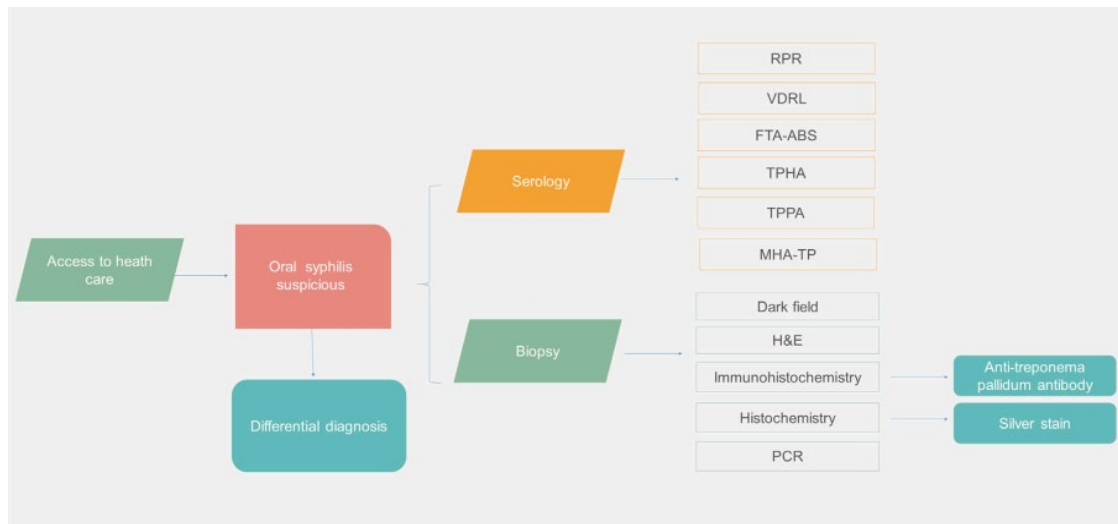 Access to heath
care
Oral syphilis
suspicious
Differential diagnosis
Serology
RPR
VDRL
FTA-ABS
TPHA
TPPA
MHA-TP
Biopsy
Dark field
H&E
Immunohistochemistry
Histochemistry
PCR
Anti-treponema
pallidum antibody
Silver stain